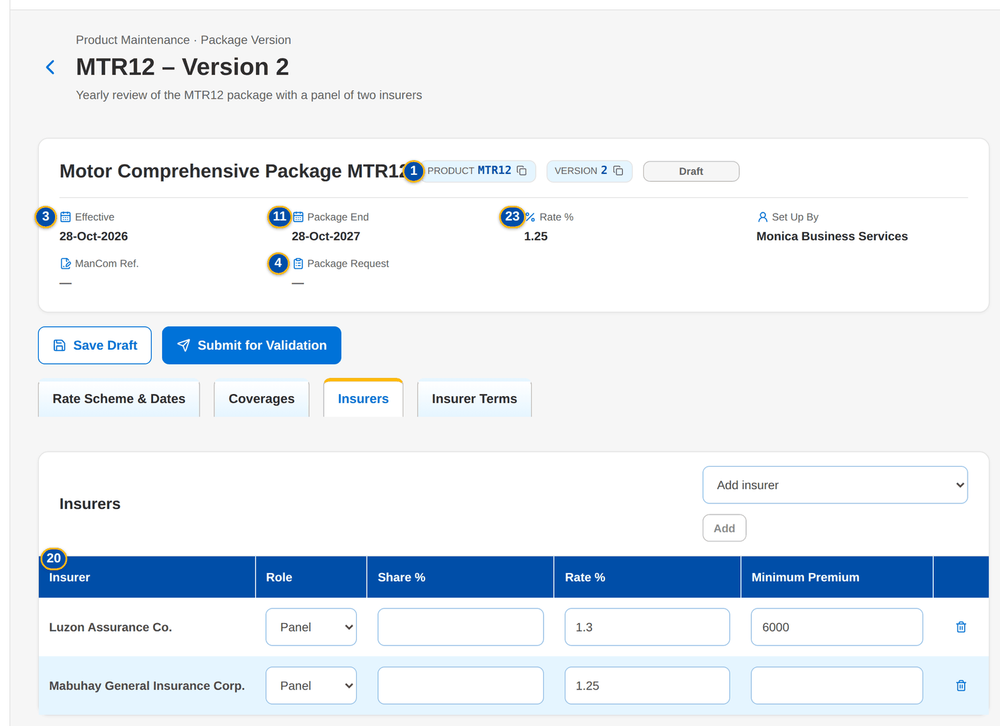 Product Maintenance · Package Version
MTR12 – Version 2
Yearly review of the MTR12 package with a panel of two insurers
Motor Comprehensive Package MTR12 1 PRODUCT MTR12 VERSION 2 Draft
3 Effective 11 Package End 23 Rate % Set Up By
28-Oct-2026 28-Oct-2027 1.25 Monica Business Services
ManCom Ref. 4 Package Request
— —
Save Draft Submit for Validation
Rate Scheme & Dates Coverages Insurers Insurer Terms
Add insurer
Insurers
Add
20
Insurer Role Share % Rate % Minimum Premium
Luzon Assurance Co. Panel 1.3 6000
Mabuhay General Insurance Corp. Panel 1.25